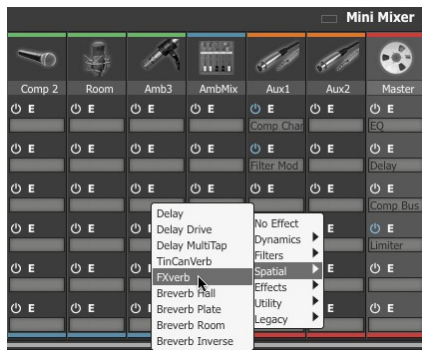 Mini Mixer
Comp 2 Room Amb3 AmbMix Aux1 Aux2 Master
E E E E E E E
Comp Chan EQ
E E E E E E E
Filter Mod Delay
E E E E E E
Comp Bus
E E
Limiter
E E
E E
Delay
Delay Drive
Delay MultiTap
TinCanVerb
FXverb
Breverb Hall
Breverb Plate
Breverb Room
Breverb Inverse
No Effect
Dynamics
Filters
Spatial
Effects
Utility
Legacy